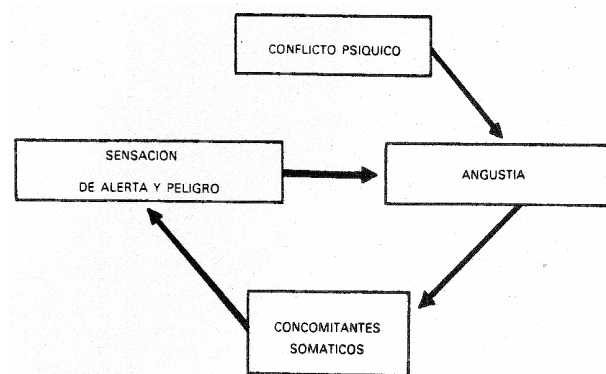 CONFLICTO PSIQUICO
SENSACION
DE ALERTA Y PELIGRO
ANGUSTIA
CONCOMITANTES
SOMATICOS